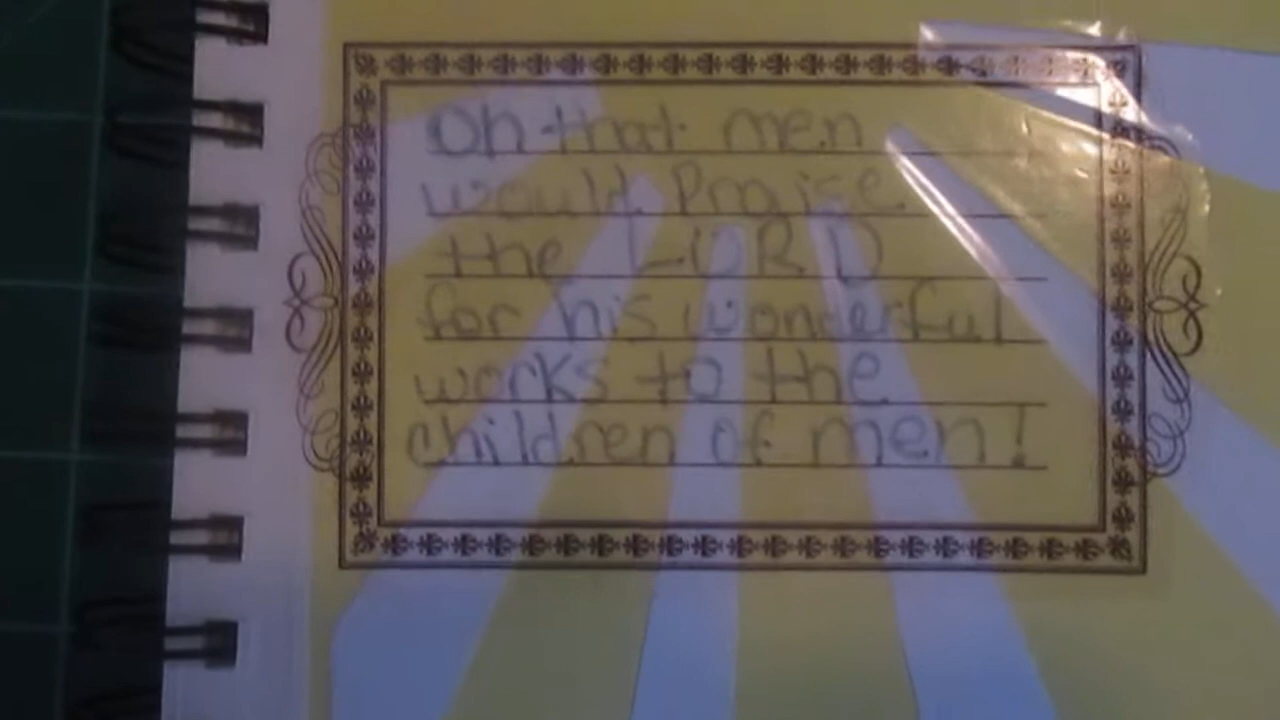 Oh that men
would Praise
the LORD
for his wonderful
works to the
children of men!